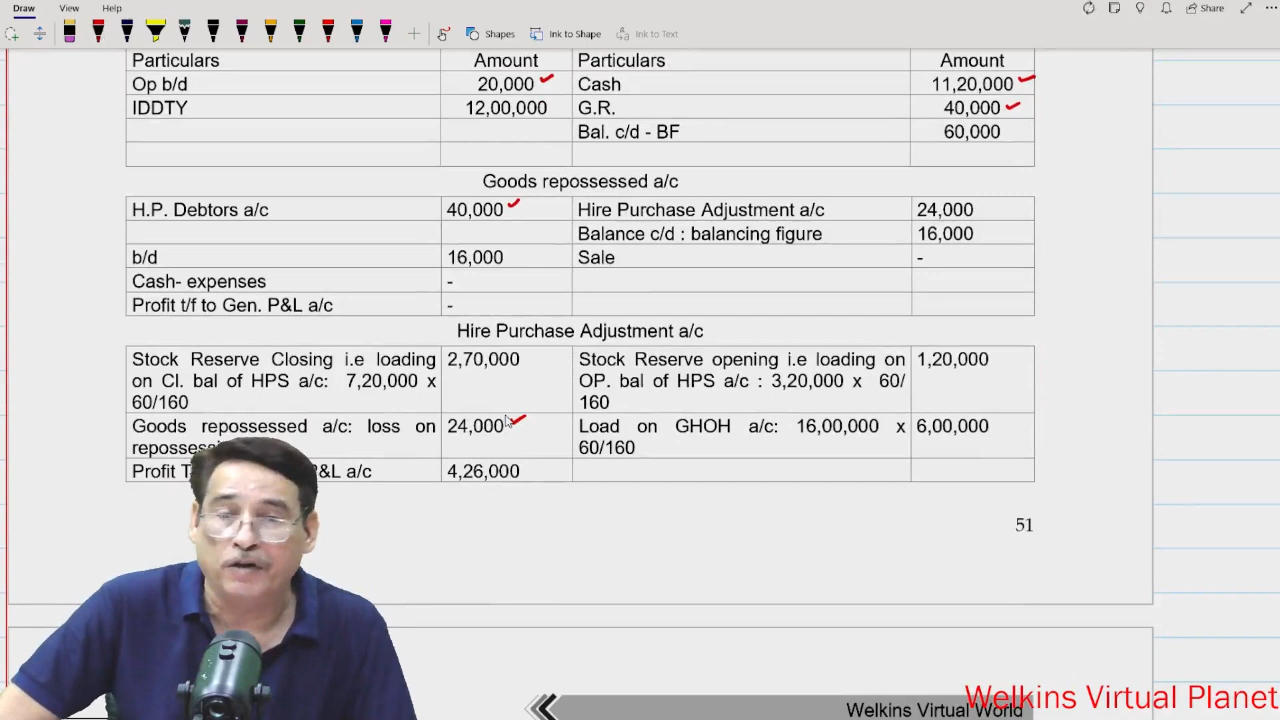 Draw View Help
Share
Shapes Ink to Shape Ink to Text
Particulars Amount Particulars Amount
Op b/d 20,000 Cash 11,20,000
IDDTY 12,00,000 G.R. 40,000
Bal. c/d - BF 60,000
Goods repossessed a/c
H.P. Debtors a/c 40,000 Hire Purchase Adjustment a/c 24,000
Balance c/d : balancing figure 16,000
b/d 16,000 Sale -
Cash- expenses -
Profit t/f to Gen. P&L a/c -
Hire Purchase Adjustment a/c
Stock Reserve Closing i.e loading 2,70,000 Stock Reserve opening i.e loading on 1,20,000
on Cl. bal of HPS a/c: 7,20,000 x OP. bal of HPS a/c : 3,20,000 x 60/
60/160 160
Goods repossessed a/c: loss on 24,000 Load on GHOH a/c: 16,00,000 x 6,00,000
60/160
Profit P&L a/c 4,26,000
51
Welkins Virtual World
Welkins Virtual Planet